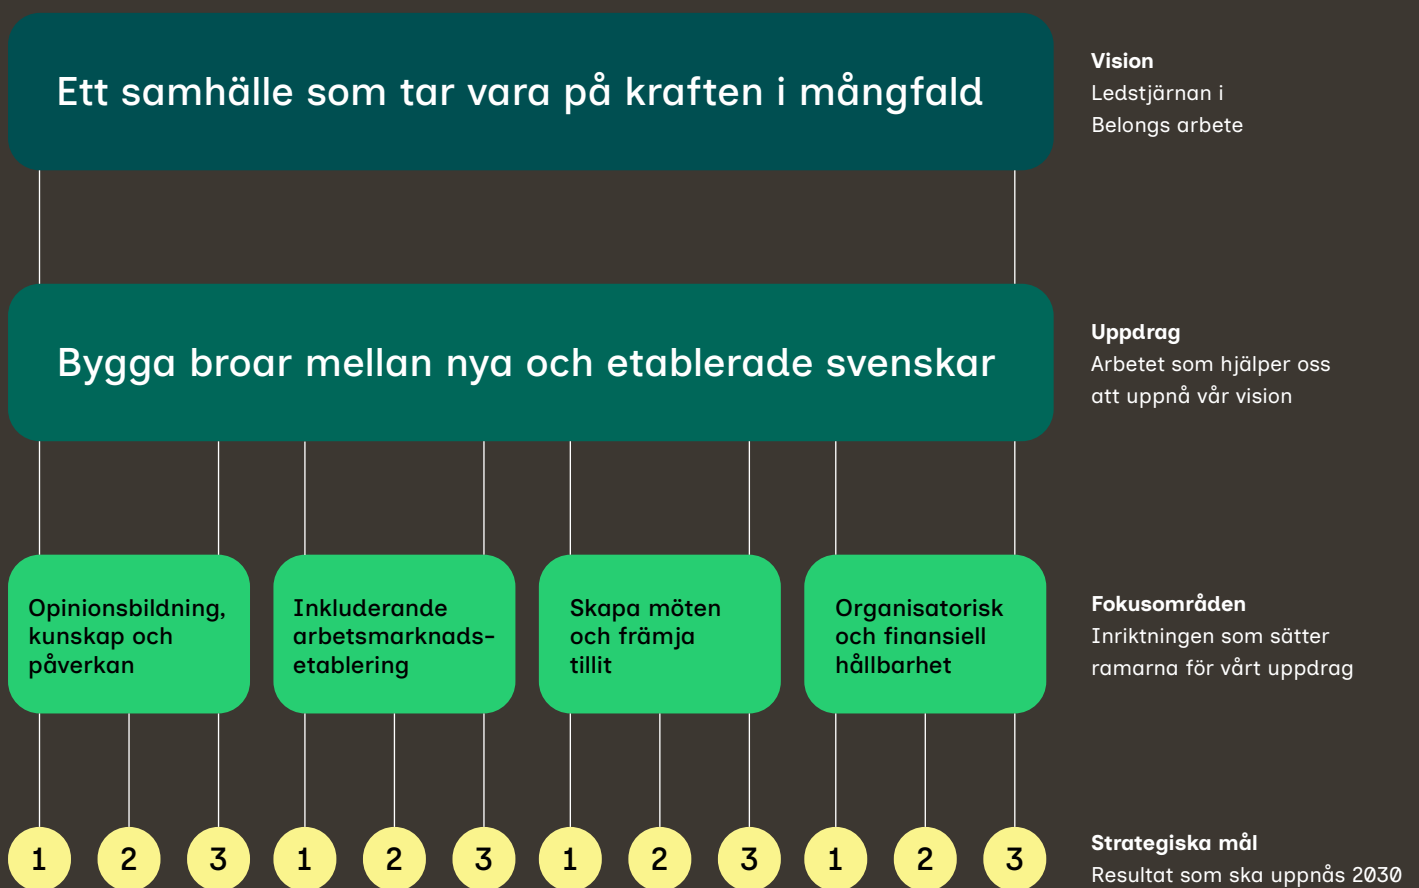 Ett samhälle som tar vara på kraften i mångfald
Vision
Ledstjärnan i
Belongs arbete
Bygga broar mellan nya och etablerade svenskar
Uppdrag
Arbetet som hjälper oss
att uppnå vår vision
Opinionsbildning,
kunskap och
påverkan
Inkluderande
arbetsmarknads-
etablering
Skapa möten
och främja
tillit
Organisatorisk
och finansiell
hållbarhet
Fokusområden
Inriktningen som sätter
ramarna för vårt uppdrag
1 2 3 1 2 3 1 2 3 1 2 3
Strategiska mål
Resultat som ska uppnås 2030